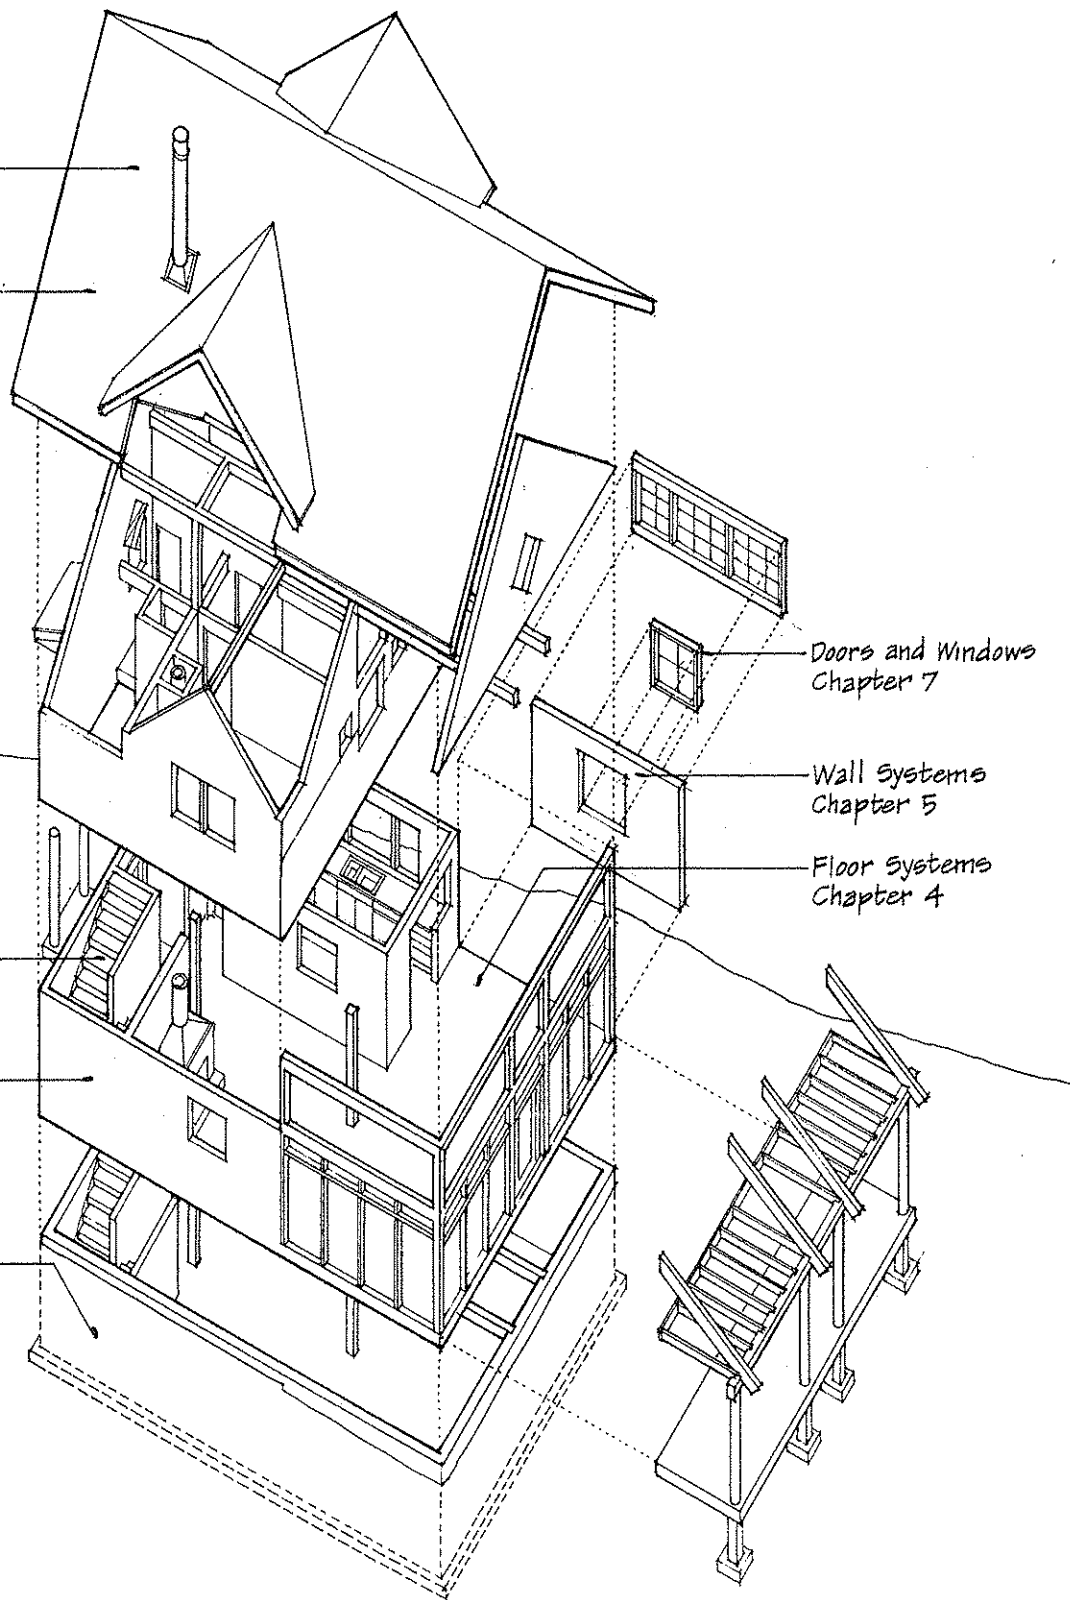 Doors and Windows
Chapter 7
Wall Systems
Chapter 5
Floor Systems
Chapter 4